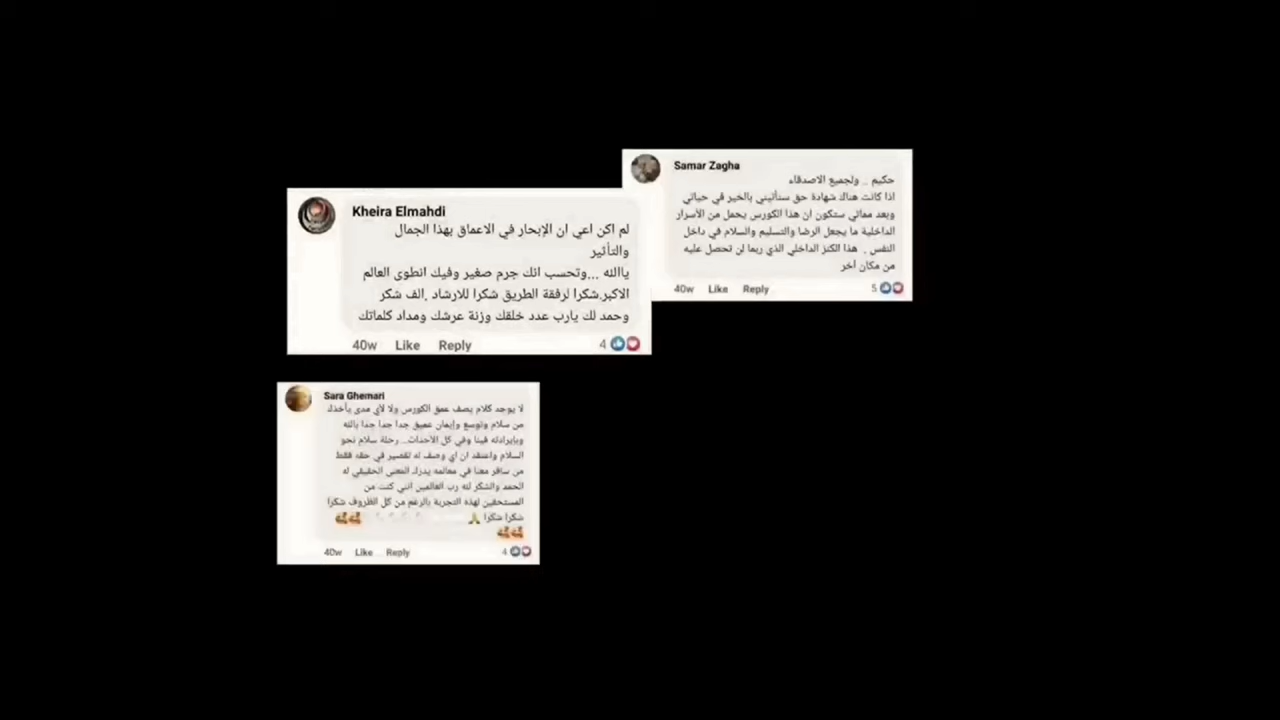 Samar Zagha
حكيم .. ولجميع الاصدقاء
اذا كانت هناك شهادة حق ستأتيني بالخير في حياتي
وبعد مماتي ستكون ان هذا الكورس يحمل من الأسرار
الداخلية ما يجعل الرضا والتسليم والسلام في داخل
النفس . هذا الكنز الداخلي الذي ربما لن تحصل عليه
من مكان آخر
40w Like Reply 5
Kheira Elmahdi
لم اكن اعي ان الإبحار في الاعماق بهذا الجمال
والتأثير
ياالله ...وتحسب انك جرم صغير وفيك انطوى العالم
الاكبر.شكرا لرفقة الطريق شكرا للارشاد .الف شكر
وحمد لك يارب عدد خلقك وزنة عرشك ومداد كلماتك
40w Like Reply 4
Sara Ghemari
لا يوجد كلام يصف عمق الكورس ولا لأي مدى يأخذك
من سلام وتوسع وإيمان عميق جدا جدا جدا بالله
وبإيرادته فينا وفي كل الأحداث... رحلة سلام نحو
السلام واعتقد ان اي وصف له تقصير في حقه فقط
من سافر معنا في معالمه يدرك المعنى الحقيقي له
الحمد والشكر لله رب العالمين انني كنت من
المستحقين لهذه التجربة بالرغم من كل الظروف شكرا
شكرا شكرا 🙏 🥰🥰
🥰🥰
40w Like Reply 4